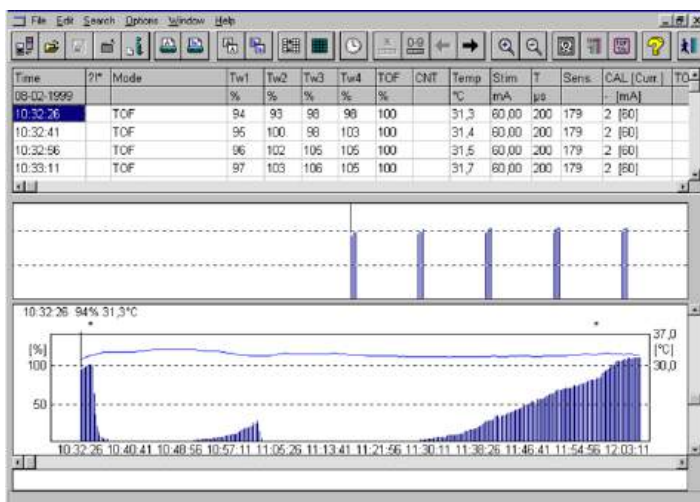 File Edit Search Options Window Help
0-9
Time ?!* Mode Tw1 Tw2 Tw3 Tw4 TOF CNT Temp Stim T Sens. CAL [Curr.] TO
08-02-1999 % % % % % °C mA µs - [mA]
10:32:26 TOF 94 93 98 98 100 31,3 60,00 200 179 2 [60]
10:32:41 TOF 95 100 98 103 100 31,4 60,00 200 179 2 [60]
10:32:56 TOF 96 102 105 105 100 31,5 60,00 200 179 2 [60]
10:33:11 TOF 97 103 106 105 100 31,7 60,00 200 179 2 [60]
10:32:26 94% 31,3°C
* *
37,0
[%] [°C]
100 30,0
50
10:32:26 10:40:41 10:48:56 10:57:11 11:05:26 11:13:41 11:21:56 11:30:11 11:38:26 11:46:41 11:54:56 12:03:11